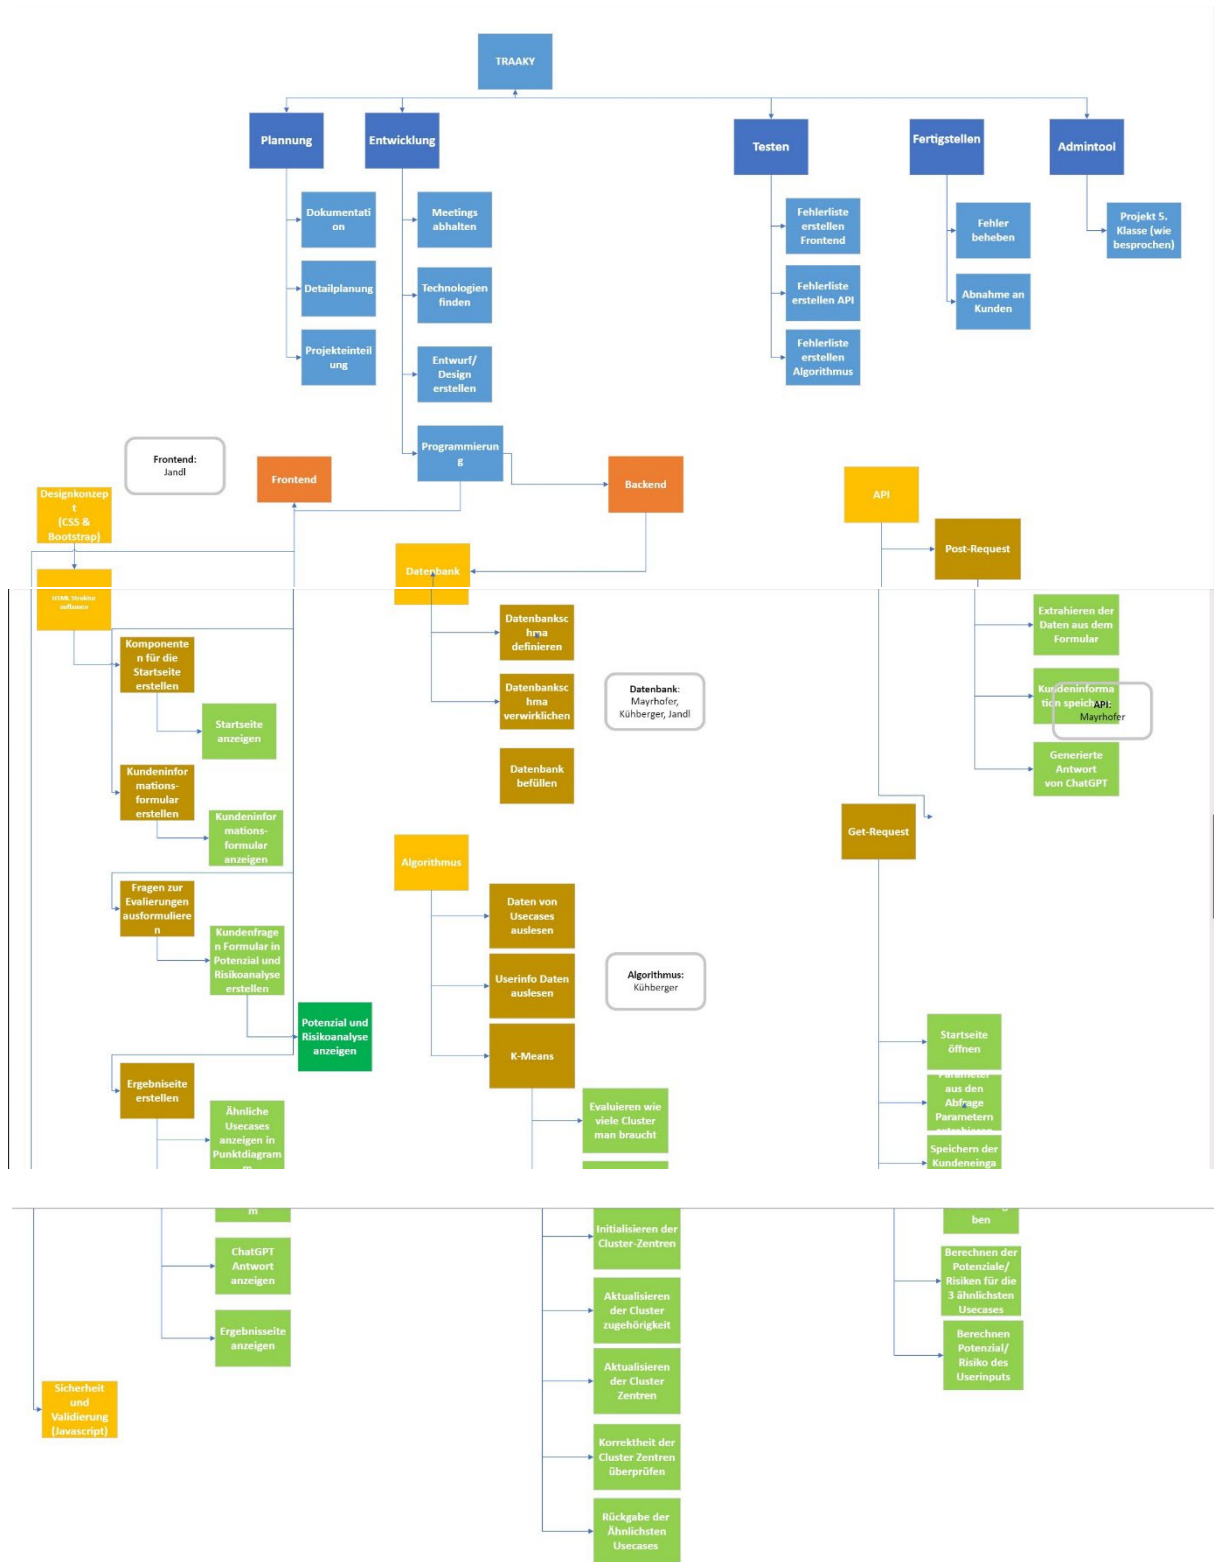 TRAAKY
Plannung
Entwicklung
Testen
Fertigstellen
Admintool
Dokumentati
on
Detailplanung
Projekteinteil
ung
Meetings
abhalten
Technologien
finden
Entwurf/
Design
erstellen
Programmierun
g
Fehlerliste
erstellen
Frontend
Fehlerliste
erstellen API
Fehlerliste
erstellen
Algorithmus
Fehler
beheben
Abnahme an
Kunden
Projekt 5.
Klasse (wie
besprochen)
Frontend:
Jandl
Frontend
Backend
API
Designkonzep
t
(CSS &
Bootstrap)
HTML Struktur
aufbauen
Komponente
n für die
Startseite
erstellen
Startseite
anzeigen
Kundeninfor
mations-
formular
erstellen
Kundeninfor
mations-
formular
anzeigen
Fragen zur
Evalierungen
ausformuliere
n
Kundenfrage
n Formular in
Potenzial und
Risikoanalyse
erstellen
Potenzial und
Risikoanalyse
anzeigen
Ergebniseite
erstellen
Ähnliche
Usecases
anzeigen in
Punktdiagram
m
m
ChatGPT
Antwort
anzeigen
Ergebnisseite
anzeigen
Sicherheit
und
Validierung
(Javascript)
Datenbank
Datenbanksc
hma
definieren
Datenbanksc
hma
verwirklichen
Datenbank
befüllen
Datenbank:
Mayrhofer,
Kühberger, Jandl
Algorithmus
Daten von
Usecases
auslesen
Userinfo Daten
auslesen
K-Means
Algorithmus:
Kühberger
Evaluieren wie
viele Cluster
man braucht
Initialisieren der
Cluster-Zentren
Aktualisieren
der Cluster
zugehörigkeit
Aktualisieren
der Cluster
Zentren
Korrektheit der
Cluster Zentren
überprüfen
Rückgabe der
Ähnlichsten
Usecases
Post-Request
Extrahieren der
Daten aus dem
Formular
Kundeninforma
tion speichern
API:
Mayrhofer
Generierte
Antwort
von ChatGPT
Get-Request
Startseite
öffnen
Parameter
aus den
Abfrage
Parametern
extrahieren
Speichern der
Kundeneinga
ben
Berechnen der
Potenziale/
Risiken für die
3 ähnlichsten
Usecases
Berechnen
Potenzial/
Risiko des
Userinputs